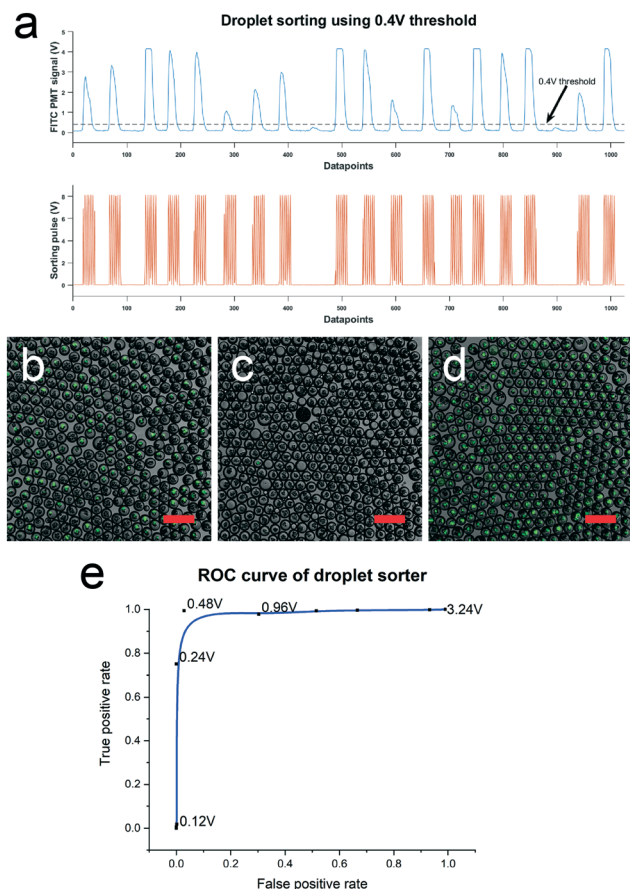 a
Droplet sorting using 0.4V threshold
FITC PMT signal (V)
5
4
3
2
1
0
0.4V threshold
0 100 200 300 400 500 600 700 800 900 1000
Datapoints
Sorting pulse (V)
8
6
4
2
0
0 100 200 300 400 500 600 700 800 900 1000
Datapoints
b c d
e
ROC curve of droplet sorter
True positive rate
1.0
0.8
0.6
0.4
0.2
0.0
0.48V
0.96V
3.24V
0.24V
0.12V
0.0 0.2 0.4 0.6 0.8 1.0
False positive rate